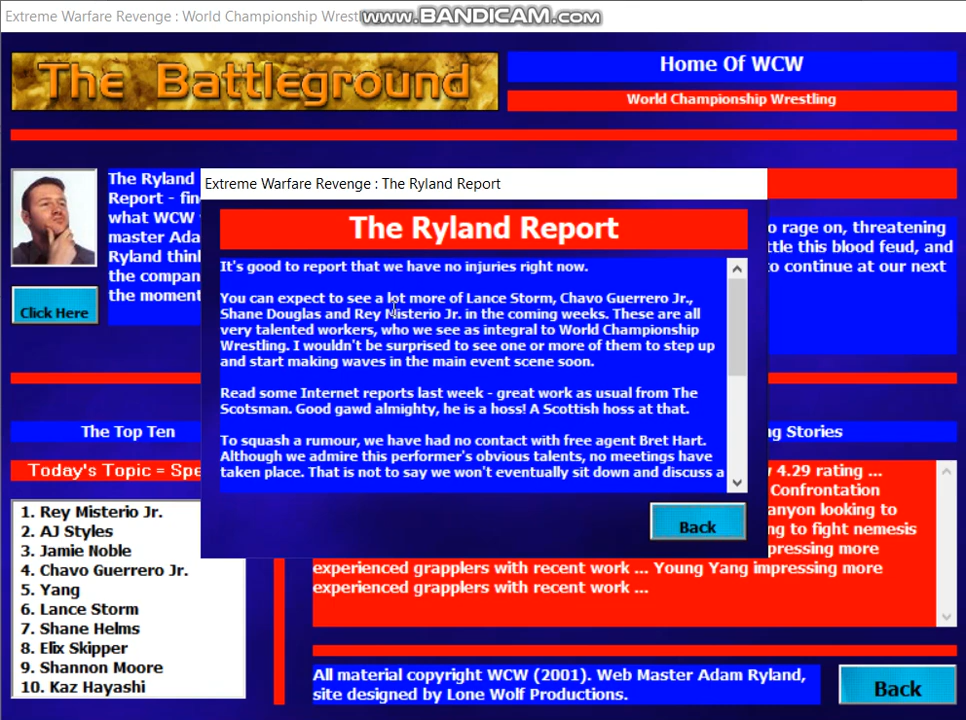 Extreme Warfare Revenge : World Championship Wrestl
www.BANDICAM.com
The Battleground
Home Of WCW
World Championship Wrestling
The Ryland
Report - fin
what WCW
master Ada
Ryland think
the compan
the moment
Click Here
o rage on, threatening
ttle this blood feud, and
to continue at our next
Extreme Warfare Revenge : The Ryland Report
The Ryland Report
It's good to report that we have no injuries right now.
You can expect to see a lot more of Lance Storm, Chavo Guerrero Jr.,
Shane Douglas and Rey Misterio Jr. in the coming weeks. These are all
very talented workers, who we see as integral to World Championship
Wrestling. I wouldn't be surprised to see one or more of them to step up
and start making waves in the main event scene soon.
Read some Internet reports last week - great work as usual from The
Scotsman. Good gawd almighty, he is a hoss! A Scottish hoss at that.
To squash a rumour, we have had no contact with free agent Bret Hart.
Although we admire this performer's obvious talents, no meetings have
taken place. That is not to say we won't eventually sit down and discuss a
Back
The Top Ten
Today's Topic = Spe
1. Rey Misterio Jr.
2. AJ Styles
3. Jamie Noble
4. Chavo Guerrero Jr.
5. Yang
6. Lance Storm
7. Shane Helms
8. Elix Skipper
9. Shannon Moore
10. Kaz Hayashi
ng Stories
4.29 rating ...
Confrontation
anyon looking to
ng to fight nemesis
pressing more
experienced grapplers with recent work ... Young Yang impressing more
experienced grapplers with recent work ...
All material copyright WCW (2001). Web Master Adam Ryland,
site designed by Lone Wolf Productions.
Back